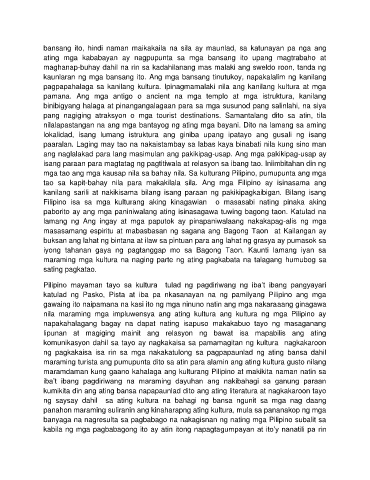 bansang ito, hindi naman maikakaila na sila ay maunlad, sa katunayan pa nga ang
ating mga kababayan ay nagpupunta sa mga bansang ito upang magtrabaho at
maghanap-buhay dahil na rin sa kadahilanang mas malaki ang sweldo roon, tanda ng
kaunlaran ng mga bansang ito. Ang mga bansang tinutukoy, napakalalim ng kanilang
pagpapahalaga sa kanilang kultura. Ipinagmamalaki nila ang kanilang kultura at mga
pamana. Ang mga antigo o ancient na mga templo at mga istruktura, kanilang
binibigyang halaga at pinangangalagaan para sa mga susunod pang salinlahi, na siya
pang nagiging atraksyon o mga tourist destinations. Samantalang dito sa atin, tila
nilalapastangan na ang mga bantayog ng ating mga bayani. Dito na lamang sa aming
lokalidad, isang lumang istruktura ang giniba upang ipatayo ang gusali ng isang
paaralan. Laging may tao na nakaistambay sa labas kaya binabati nila kung sino man
ang naglalakad para lang masimulan ang pakikipag-usap. Ang mga pakikipag-usap ay
isang paraan para magtatag ng pagtitiwala at relasyon sa ibang tao. Iniimbitahan din ng
mga tao ang mga kausap nila sa bahay nila. Sa kulturang Pilipino, pumupunta ang mga
tao sa kapit-bahay nila para makakilala sila. Ang mga Pilipino ay isinasama ang
kanilang sarili at nakikisama bilang isang paraan ng pakikipagkaibigan. Bilang isang
Filipino isa sa mga kulturang aking kinagawian o masasabi nating pinaka aking
paborito ay ang mga paniniwalang ating isinasagawa tuwing bagong taon. Katulad na
lamang ng Ang ingay at mga paputok ay pinapaniwalaang nakakapag-alis ng mga
masasamang espiritu at mabasbasan ng sagana ang Bagong Taon at Kailangan ay
buksan ang lahat ng bintana at ilaw sa pintuan para ang lahat ng grasya ay pumasok sa
iyong tahanan gaya ng pagtanggap mo sa Bagong Taon. Kaunti lamang iyan sa
maraming mga kultura na naging parte ng ating pagkabata na talagang humubog sa
sating pagkatao.
Pilipino mayaman tayo sa kultura tulad ng pagdiriwang ng iba't ibang pangyayari
katulad ng Pasko, Pista at iba pa nkasanayan na ng pamilyang Pilipino ang mga
gawaing ito naipamana na kasi ito ng mga ninuno natin ang mga nakaraasng ginagawa
nila maraming mga impluwensya ang ating kultura ang kultura ng mga Pilipino ay
napakahalagang bagay na dapat nating isapuso makakabuo tayo ng masaganang
lipunan at magiging marinit ang relasyon ng bawat isa mapabilis ang ating
komunikasyon dahil sa tayo ay nagkakaisa sa pamamagitan ng kultura nagkakaroon
ng pagkakaisa isa rin sa mga nakakatulong sa pagpapaunlad ng ating bansa dahil
maraming turista ang pumupunta dito sa atin para alamin ang ating kultura gusto nilang
maramdaman kung gaano kahalaga ang kulturang Pilipino at makikita naman natin sa
iba't ibang pagdiriwang na maraming dayuhan ang nakibahagi sa ganung paraan
kumikita din ang ating bansa napapaunlad dito ang ating literatura at nagkakaroon tayo
ng saysay dahil sa ating kultura na bahagi ng bansa ngunit sa mga nag daang
panahon maraming suliranin ang kinaharapng ating kultura, mula sa pananakop ng mga
banyaga na nagresulta sa pagbabago na nakagisnan ng nating mga Pilipino subalit sa
kabila ng mga pagbabagong ito ay atin itong napagtagumpayan at ito'y nanatili pa rin